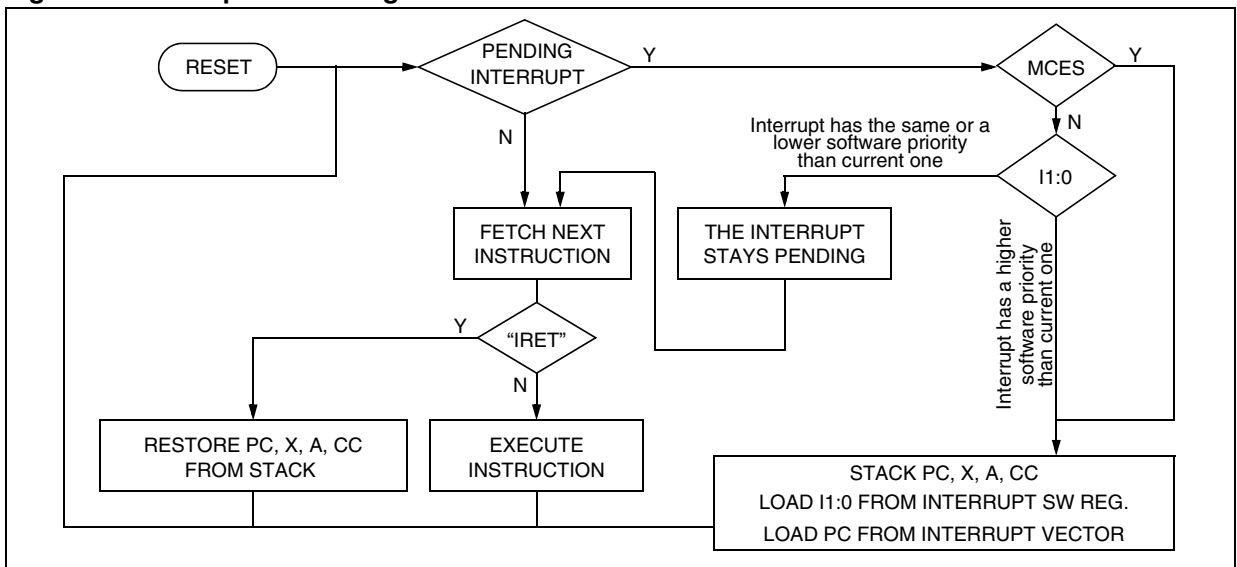 RESET
PENDING
INTERRUPT
Y
MCES
Y
N
N
Interrupt has the same or a
lower software priority
than current one
I1:0
FETCH NEXT
INSTRUCTION
THE INTERRUPT
STAYS PENDING
Interrupt has a higher
software priority
than current one
Y
“IRET”
N
RESTORE PC, X, A, CC
FROM STACK
EXECUTE
INSTRUCTION
STACK PC, X, A, CC
LOAD I1:0 FROM INTERRUPT SW REG.
LOAD PC FROM INTERRUPT VECTOR